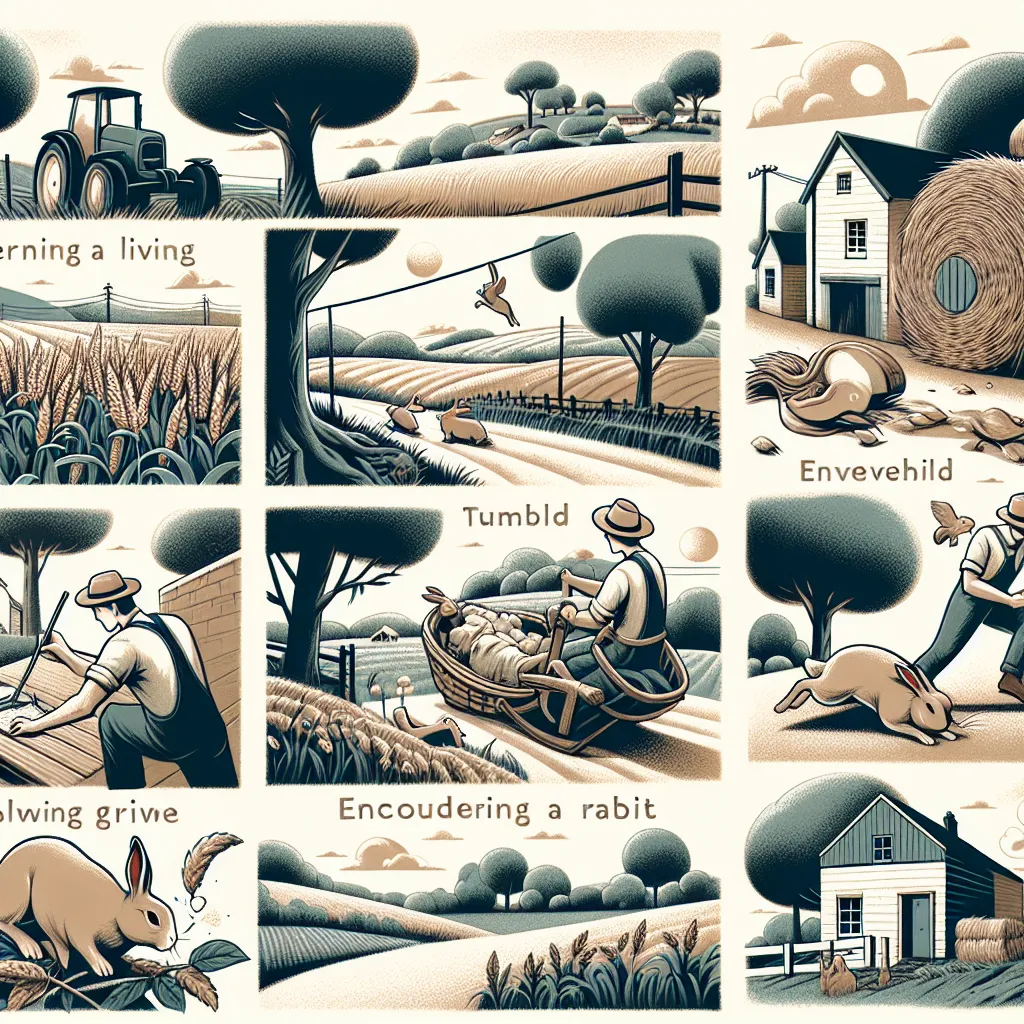 erning a living
Envevehild
Tumbld
olwing grive
Encoudering a rabit